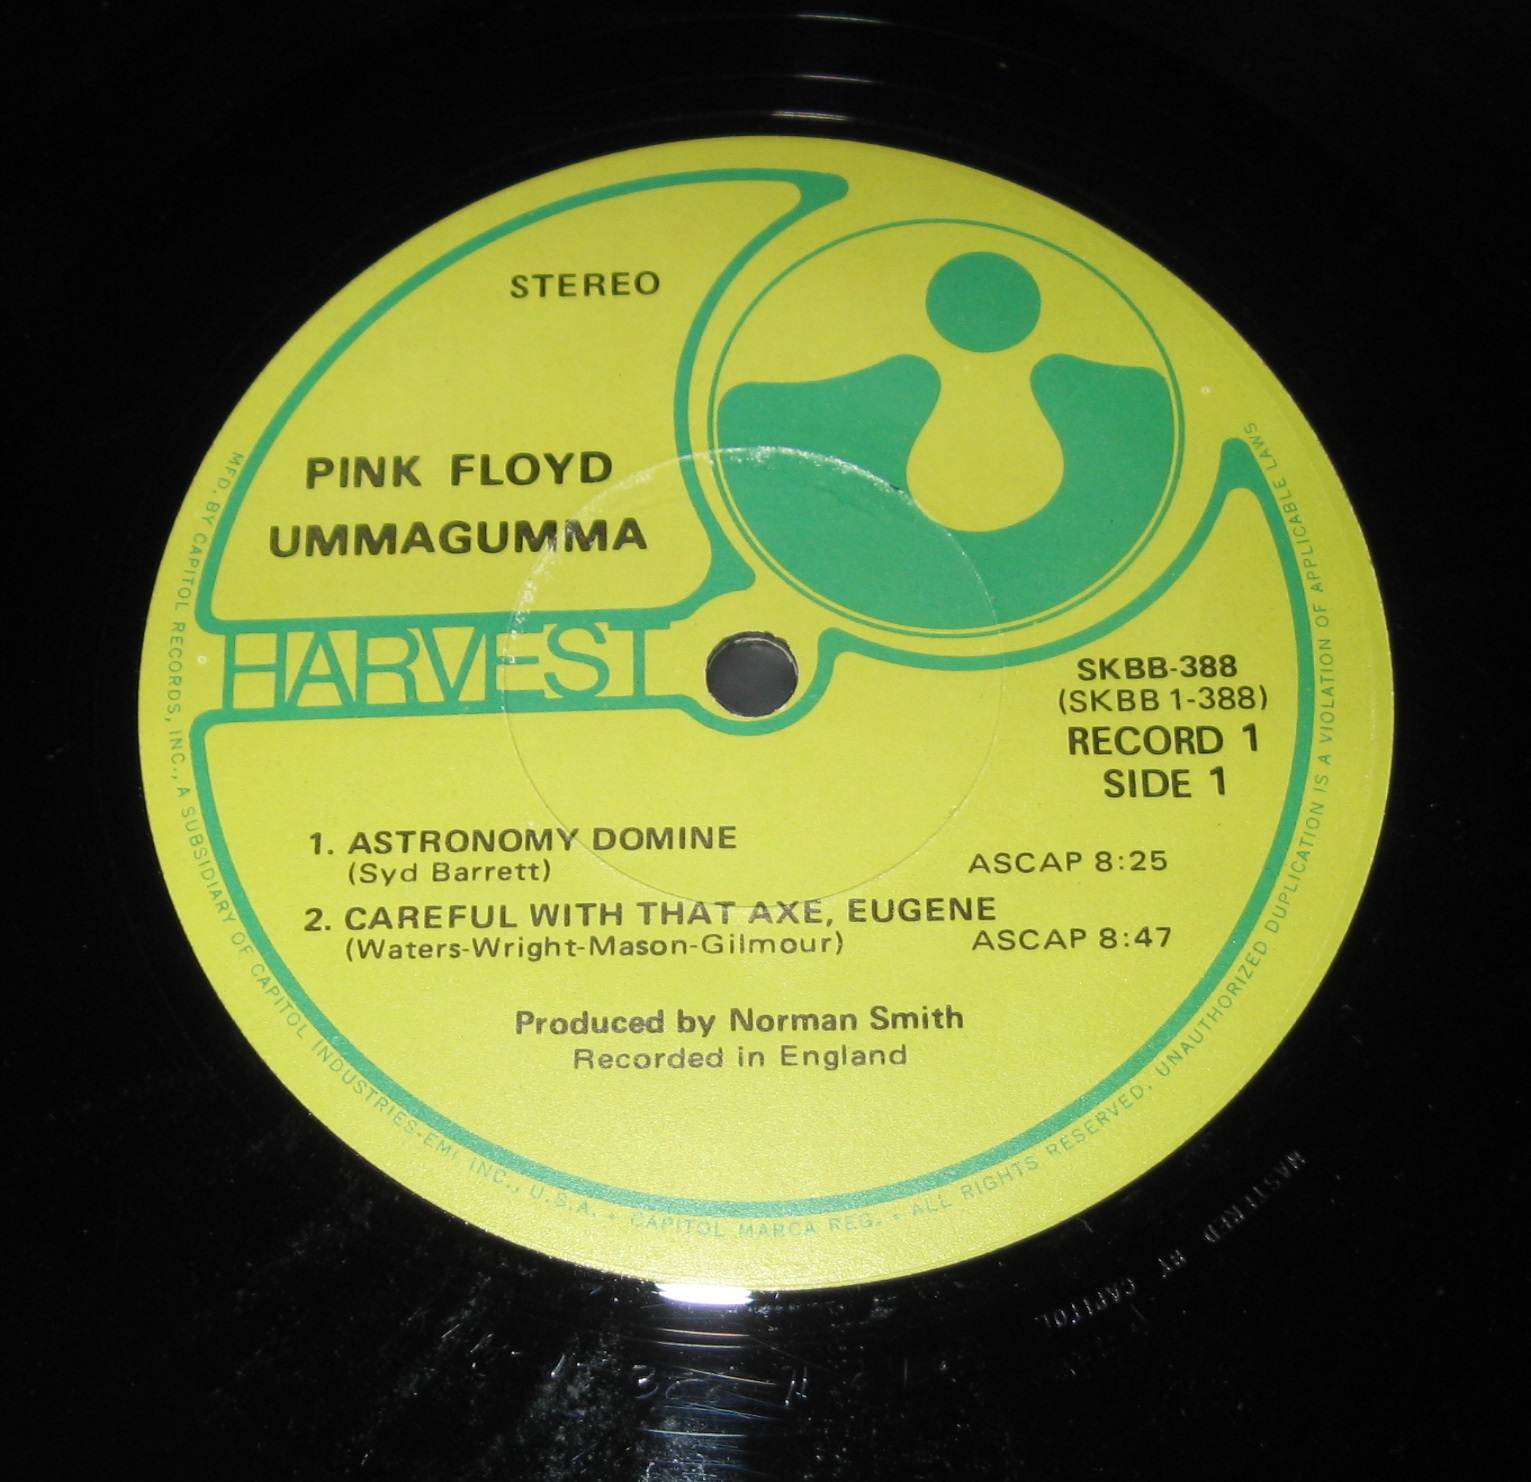 STEREO
PINK FLOYD
UMMAGUMMA
HARVEST
SKBB-388
(SKBB 1-388)
RECORD 1
SIDE 1
1. ASTRONOMY DOMINE
(Syd Barrett) ASCAP 8:25
2. CAREFUL WITH THAT AXE, EUGENE
(Waters-Wright-Mason-Gilmour) ASCAP 8:47
Produced by Norman Smith
Recorded in England
MFD. BY CAPITOL RECORDS, INC., A SUBSIDIARY OF CAPITOL INDUSTRIES-EMI, INC., U.S.A. • CAPITOL MARCA REG. • ALL RIGHTS RESERVED. UNAUTHORIZED DUPLICATION IS A VIOLATION OF APPLICABLE LAWS
MASTERED BY CAPITOL